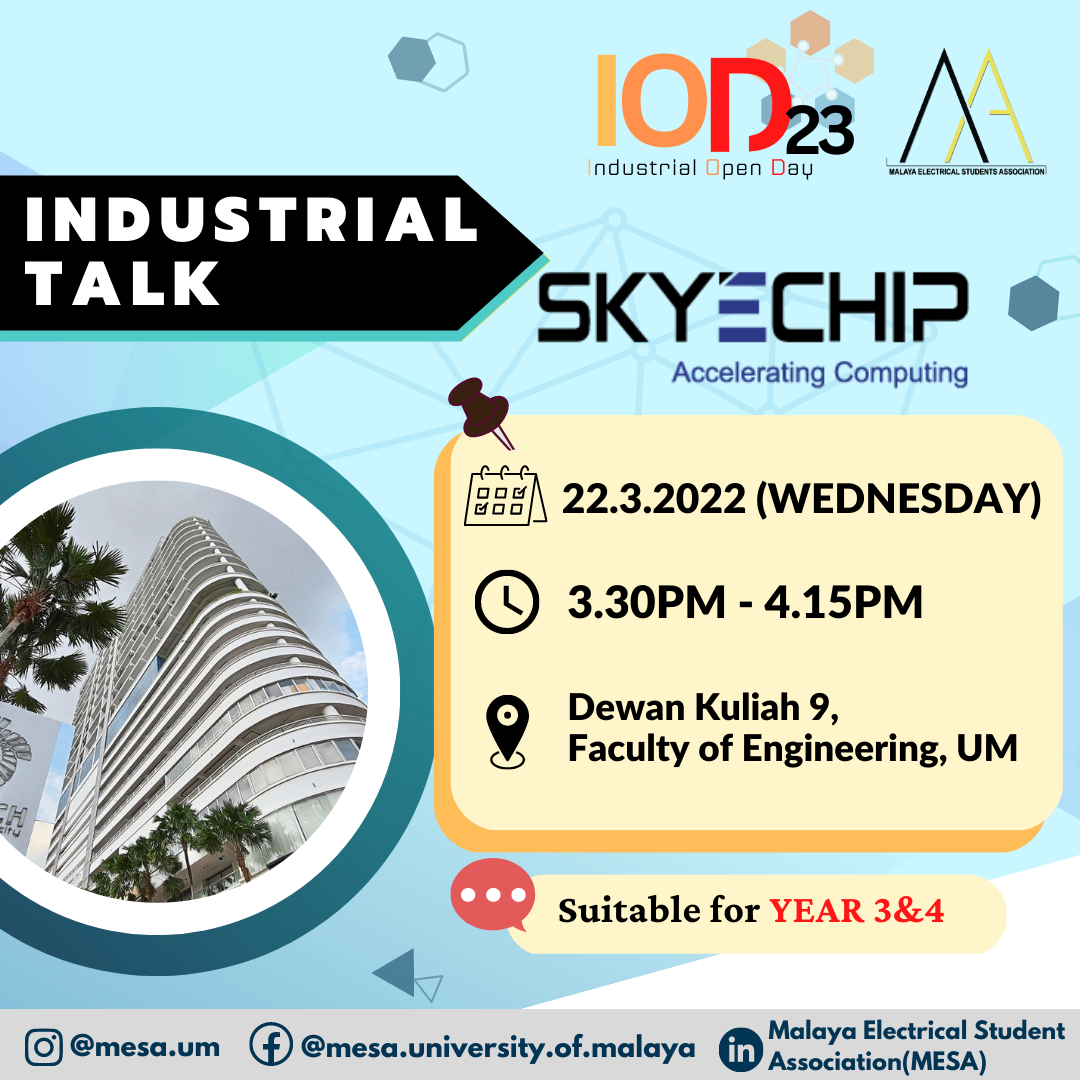 IOD23
Industrial Open Day
MALAYA ELECTRICAL STUDENTS ASSOCIATION
INDUSTRIAL
TALK
SKYECHIP
Accelerating Computing
22.3.2022 (WEDNESDAY)
3.30PM - 4.15PM
Dewan Kuliah 9,
Faculty of Engineering, UM
Suitable for YEAR 3&4
@mesa.um
@mesa.university.of.malaya
in
Malaya Electrical Student
Association(MESA)